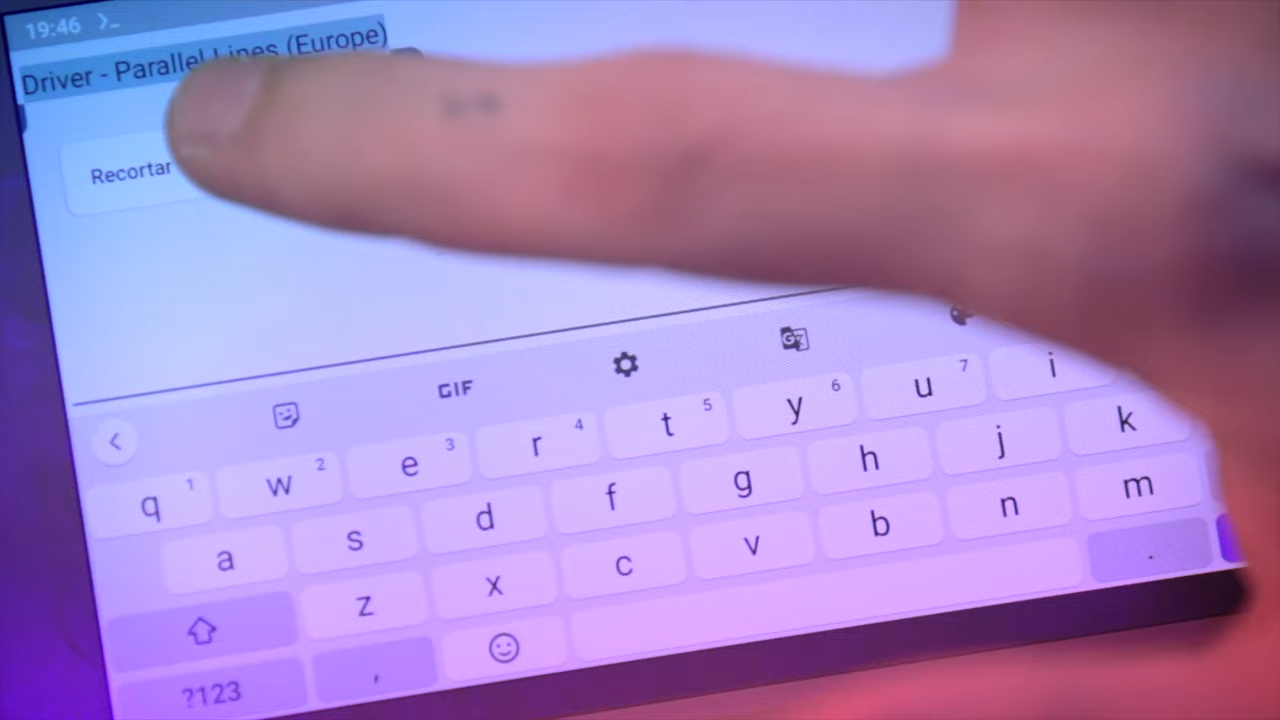 19:46 >_
Driver - Parallel Lines (Europe)
Recortar
GIF
q 1 w 2 e 3 r 4 t 5 y 6 u 7 i
a s d f g h j k
z x c v b n m
?123 , .